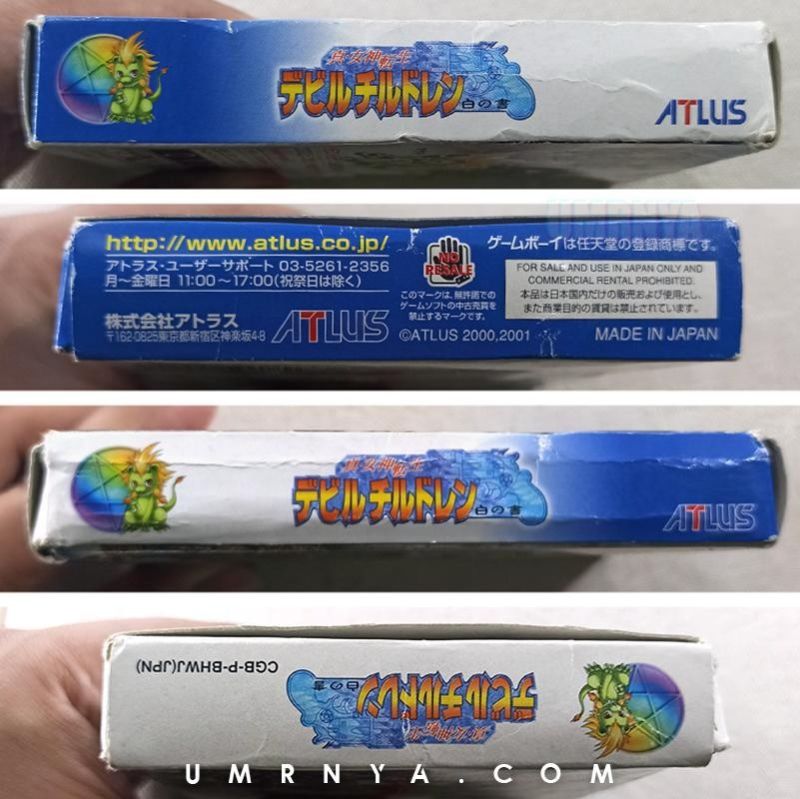 真・女神転生
デビルチルドレン
白の書
ATLUS
UMRNYA
http://www.atlus.co.jp/
アトラス・ユーザーサポート 03-5261-2356
月～金曜日 11:00～17:00(祝祭日は除く)
株式会社アトラス
〒162-0825東京都新宿区神楽坂4-8
ATLUS
NO
RESALE
このマークは、無許諾での
ゲームソフトの中古売買を
禁止するマークです。
©ATLUS 2000,2001
ゲームボーイは任天堂の登録商標です。
FOR SALE AND USE IN JAPAN ONLY AND
COMMERCIAL RENTAL PROHIBITED.
本品は日本国内だけの販売および使用とし、
また商業目的の賃貸は禁止されています。
MADE IN JAPAN
真・女神転生
デビルチルドレン
白の書
ATLUS
CGB-P-BHWJ(JPN)
真・女神転生
デビルチルドレン
白の書
UMRNYA.COM